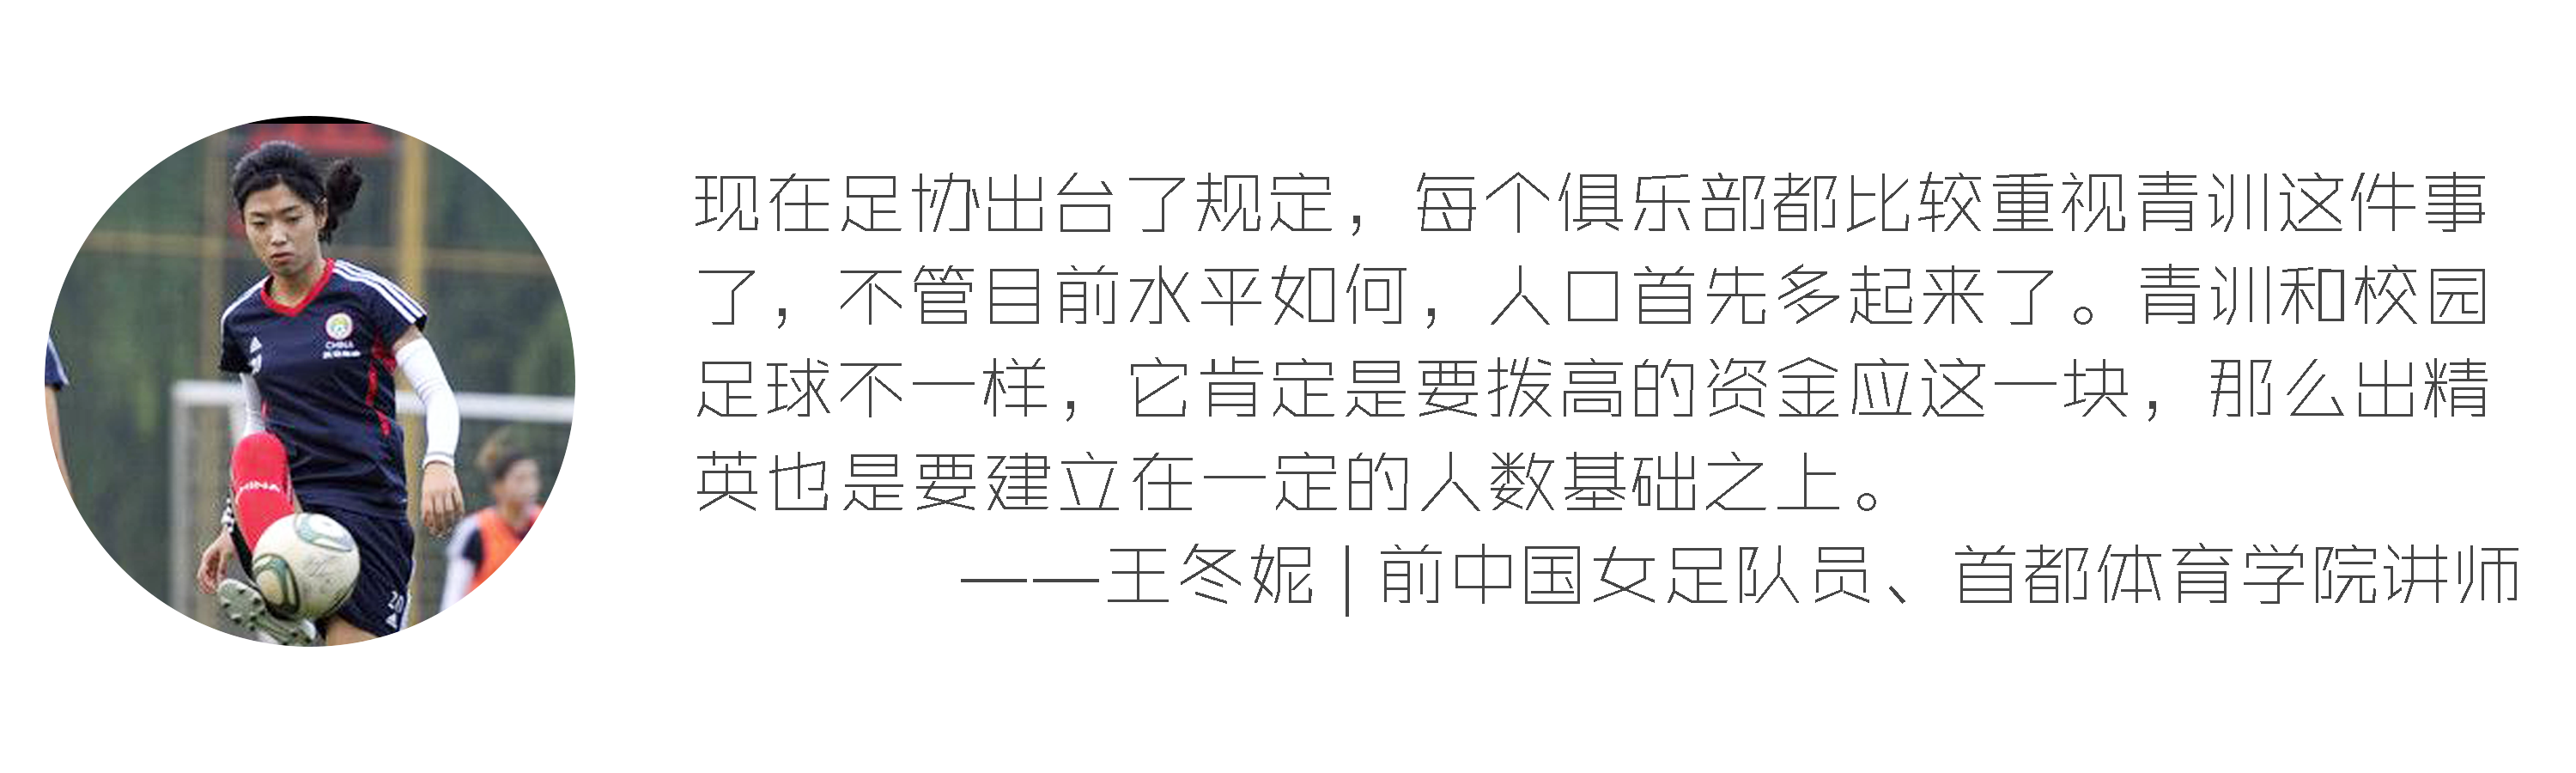 现在足协出台了规定，每个俱乐部都比较重视青训这件事
了，不管目前水平如何，人口首先多起来了。青训和校园
足球不一样，它肯定是要拨高的资金应这一块，那么出精
英也是要建立在一定的人数基础之上。
——王冬妮｜前中国女足队员、首都体育学院讲师
CHINA
20